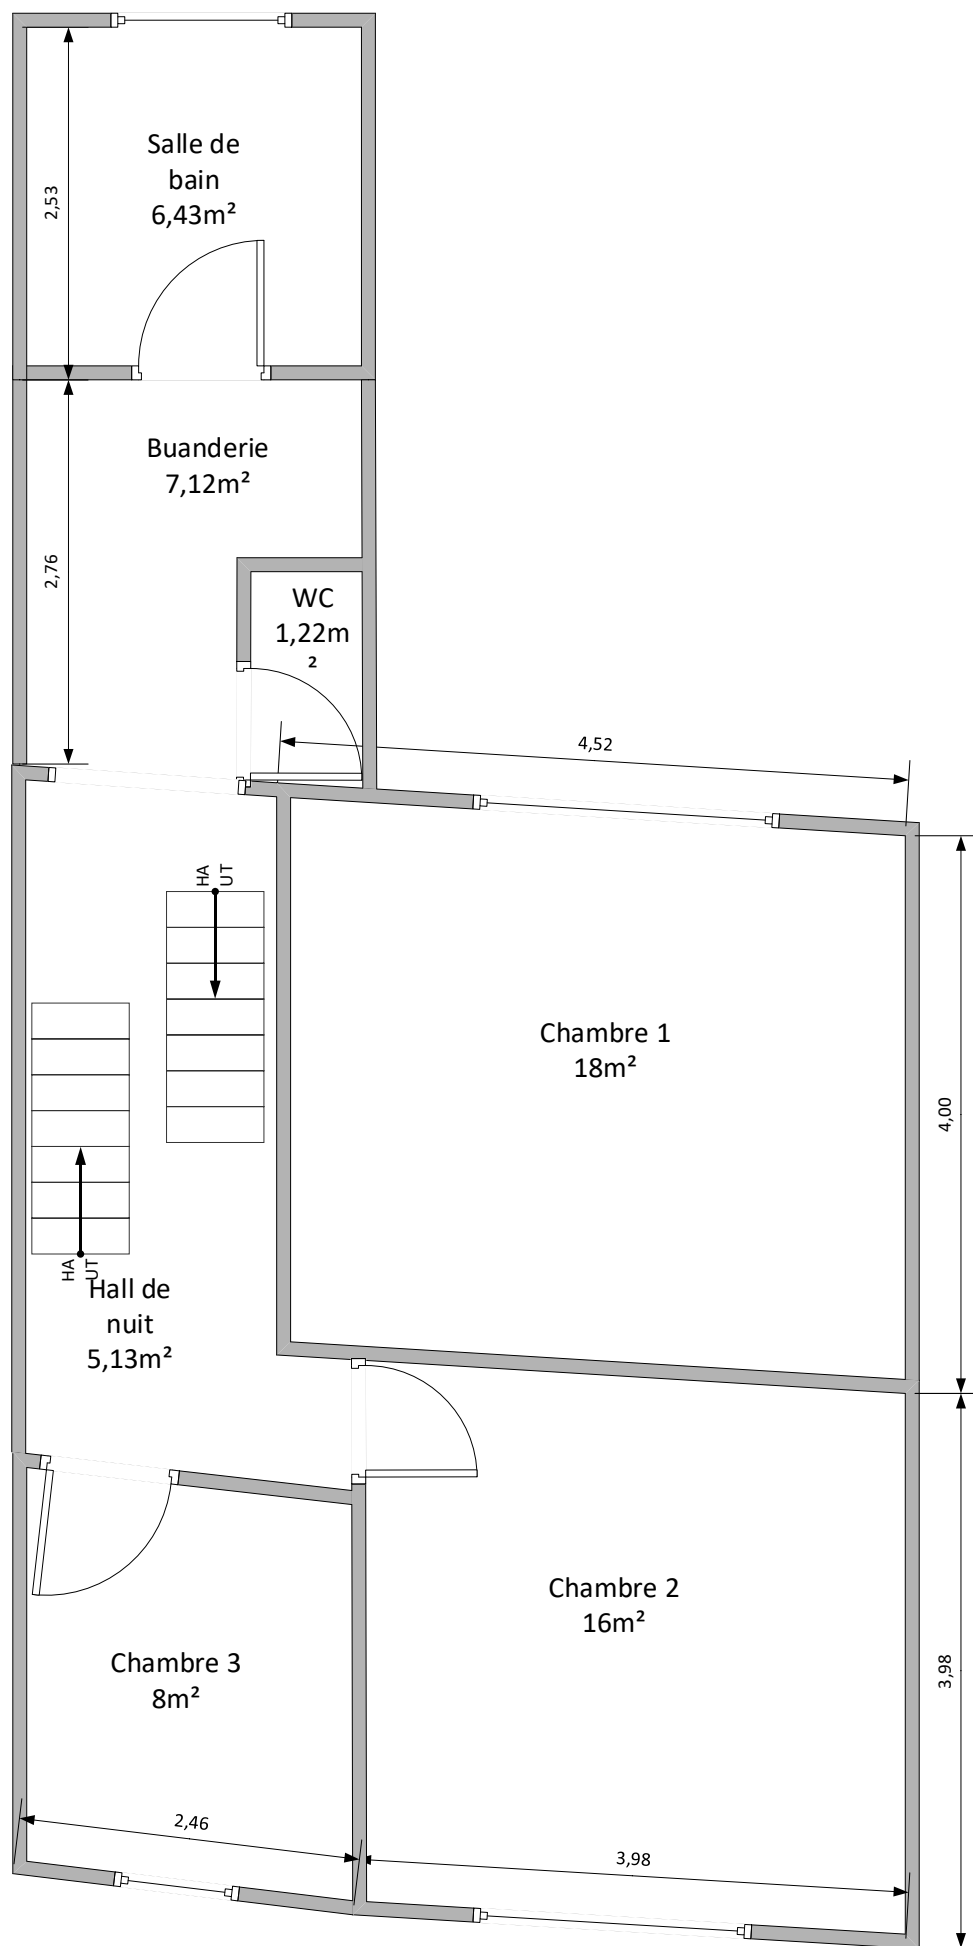 Salle de
bain
6,43m²
2,53
Buanderie
7,12m²
2,76
WC
1,22m
²
4,52
HA
UT
Chambre 1
18m²
4,00
HA
UT
Hall de
nuit
5,13m²
Chambre 2
16m²
Chambre 3
8m²
3,98
2,46
3,98